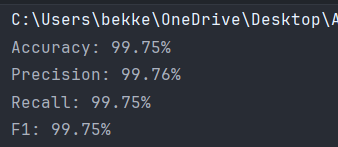 C:\Users\bekke\OneDrive\Desktop\A
Accuracy: 99.75%
Precision: 99.76%
Recall: 99.75%
F1: 99.75%